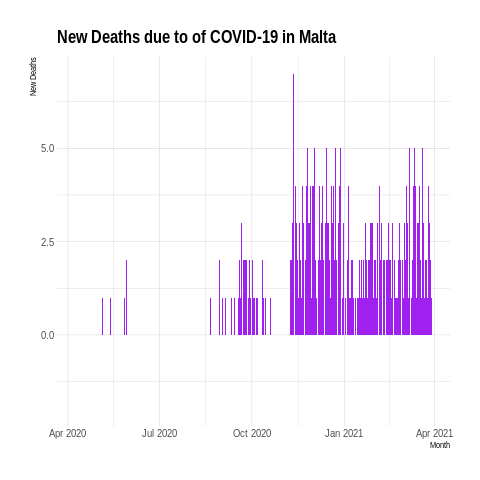 New Deaths due to of COVID-19 in Malta
New Deaths
5.0
2.5
0.0
Apr 2020 Jul 2020 Oct 2020 Jan 2021 Apr 2021
Month